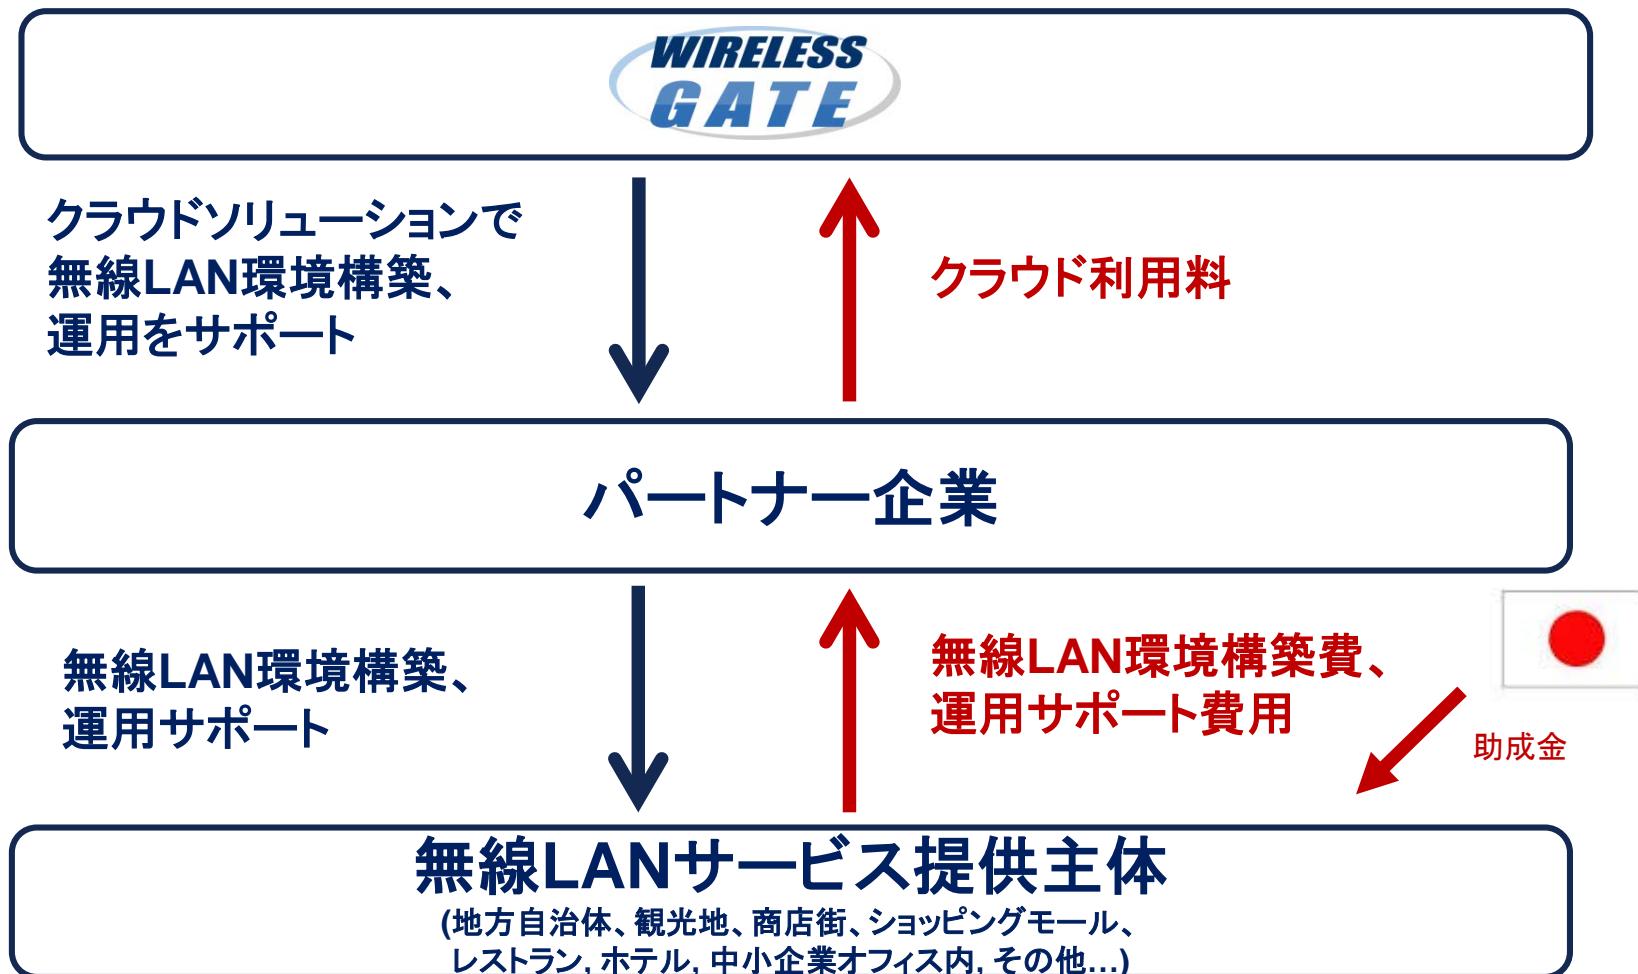 WIRELESS
GATE
クラウドソリューションで
無線LAN環境構築、
運用をサポート
クラウド利用料
パートナー企業
無線LAN環境構築、
運用サポート
無線LAN環境構築費、
運用サポート費用
助成金
無線LANサービス提供主体
(地方自治体、観光地、商店街、ショッピングモール、
レストラン, ホテル, 中小企業オフィス内, その他…)